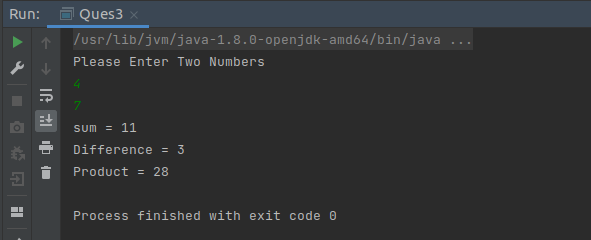 Run: Ques3
/usr/lib/jvm/java-1.8.0-openjdk-amd64/bin/java ...
Please Enter Two Numbers
4
7
sum = 11
Difference = 3
Product = 28
Process finished with exit code 0